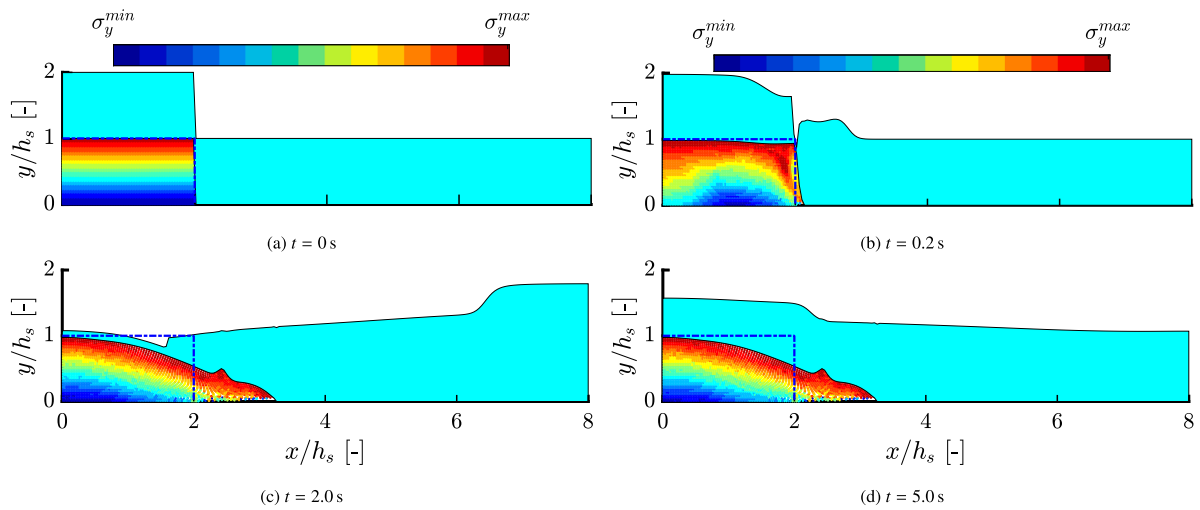 σ_y^{min} σ_y^{max} σ_y^{min} σ_y^{max}
2
1
0
y/h_s [-]
2
1
0
y/h_s [-]
(a) t = 0 s
(b) t = 0.2 s
2
1
0
y/h_s [-]
0 2 4 6 8
x/h_s [-]
2
1
0
y/h_s [-]
0 2 4 6 8
x/h_s [-]
(c) t = 2.0 s
(d) t = 5.0 s